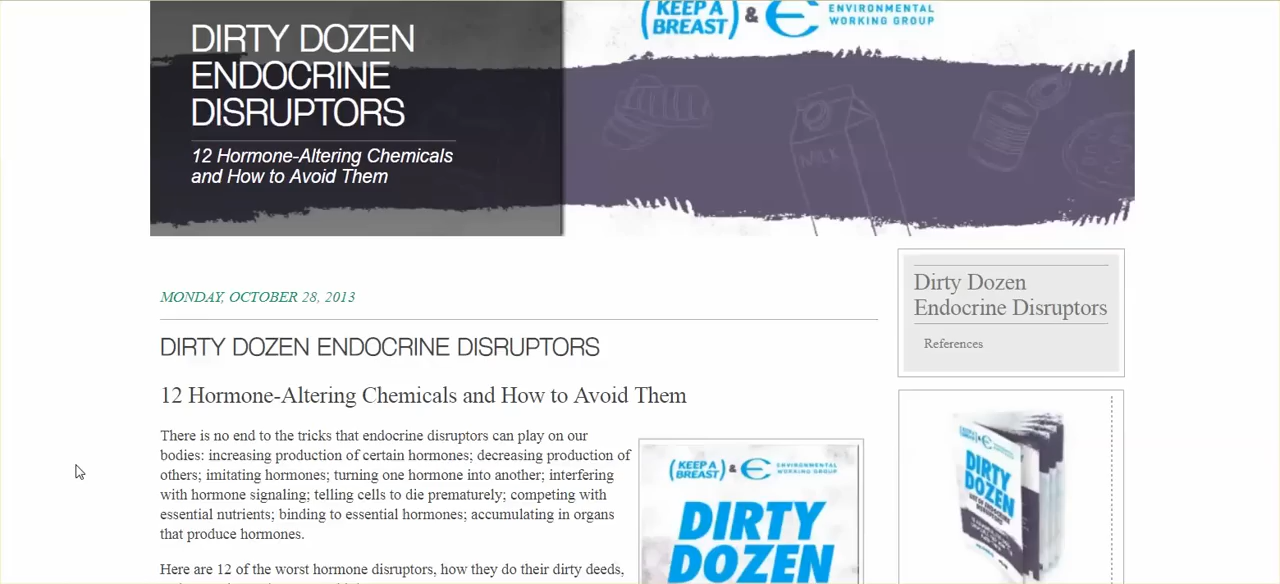 DIRTY DOZEN
ENDOCRINE
DISRUPTORS
12 Hormone-Altering Chemicals
and How to Avoid Them
(KEEP A
BREAST)
&
ENVIRONMENTAL
WORKING GROUP
MILK
MONDAY, OCTOBER 28, 2013
DIRTY DOZEN ENDOCRINE DISRUPTORS
12 Hormone-Altering Chemicals and How to Avoid Them
There is no end to the tricks that endocrine disruptors can play on our
bodies: increasing production of certain hormones; decreasing production of
others; imitating hormones; turning one hormone into another; interfering
with hormone signaling; telling cells to die prematurely; competing with
essential nutrients; binding to essential hormones; accumulating in organs
that produce hormones.
Here are 12 of the worst hormone disruptors, how they do their dirty deeds,
(KEEP A
BREAST)
&
ENVIRONMENTAL
WORKING GROUP
DIRTY
DOZEN
Dirty Dozen
Endocrine Disruptors
References
DIRTY
DOZEN